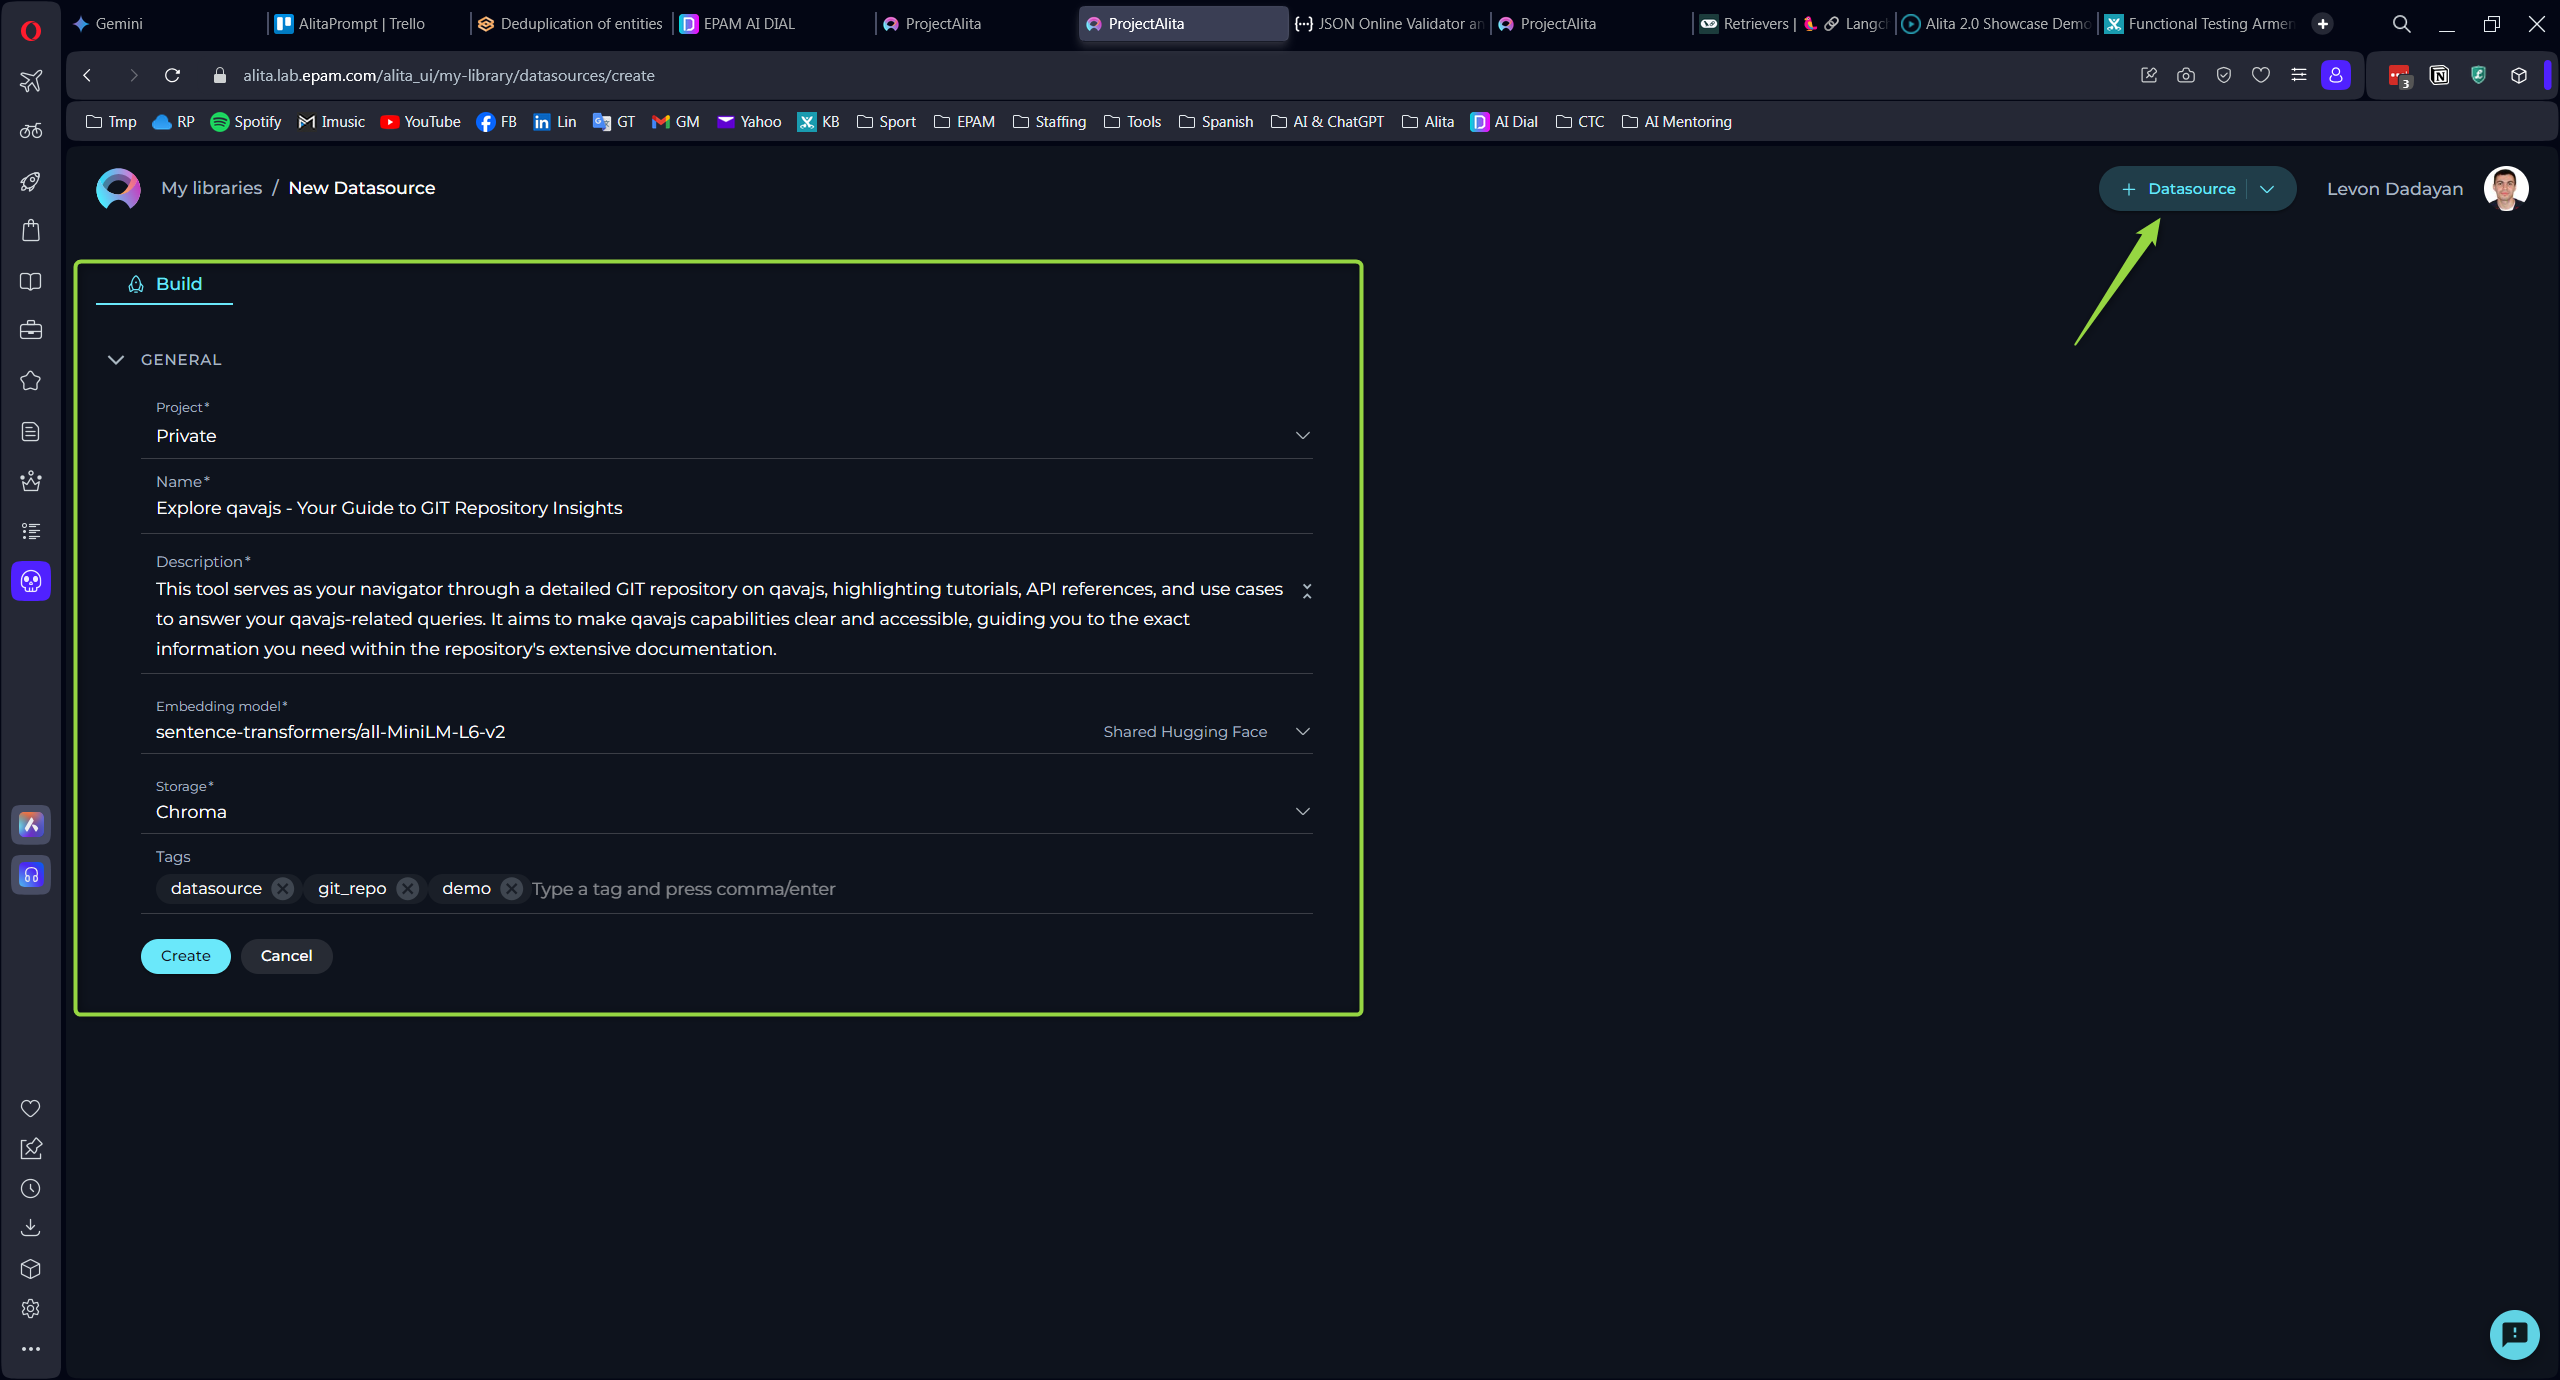 Gemini
AlitaPrompt | Trello
Deduplication of entities
EPAM AI DIAL
ProjectAlita
ProjectAlita
JSON Online Validator an
ProjectAlita
Retrievers | Langc
Alita 2.0 Showcase Demo
Functional Testing Armen
alita.lab.epam.com/alita_ui/my-library/datasources/create
3
Tmp
RP
Spotify
Imusic
YouTube
FB
Lin
GT
GM
Yahoo
KB
Sport
EPAM
Staffing
Tools
Spanish
AI & ChatGPT
Alita
AI Dial
CTC
AI Mentoring
My libraries / New Datasource
+ Datasource
Levon Dadayan
Build
GENERAL
Project*
Private
Name*
Explore qavajs - Your Guide to GIT Repository Insights
Description*
This tool serves as your navigator through a detailed GIT repository on qavajs, highlighting tutorials, API references, and use cases
to answer your qavajs-related queries. It aims to make qavajs capabilities clear and accessible, guiding you to the exact
information you need within the repository's extensive documentation.
Embedding model*
sentence-transformers/all-MiniLM-L6-v2
Shared Hugging Face
Storage*
Chroma
Tags
datasource git_repo demo Type a tag and press comma/enter
Create
Cancel